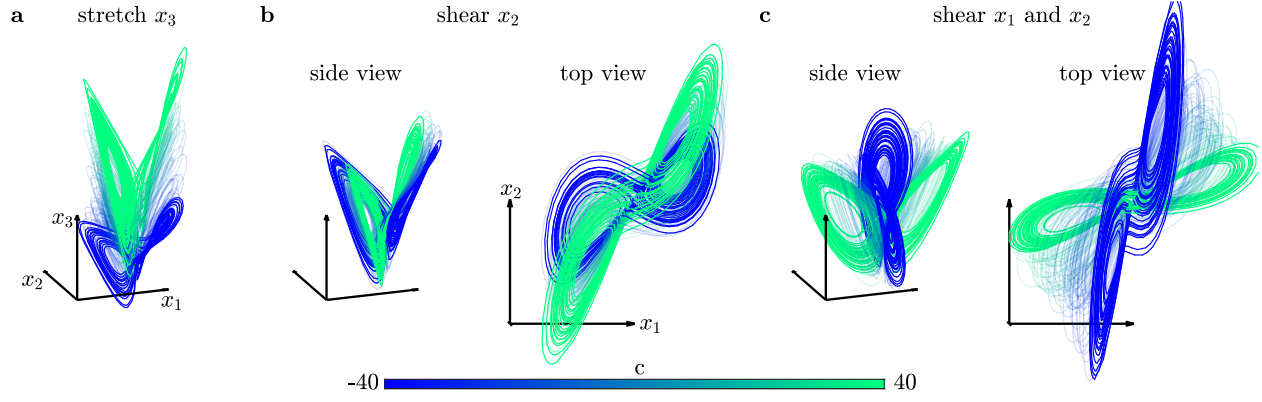 a stretch x₃
b shear x₂
c shear x₁ and x₂
side view
top view
side view
top view
x₃
x₂
x₁
x₂
x₁
c
-40
40